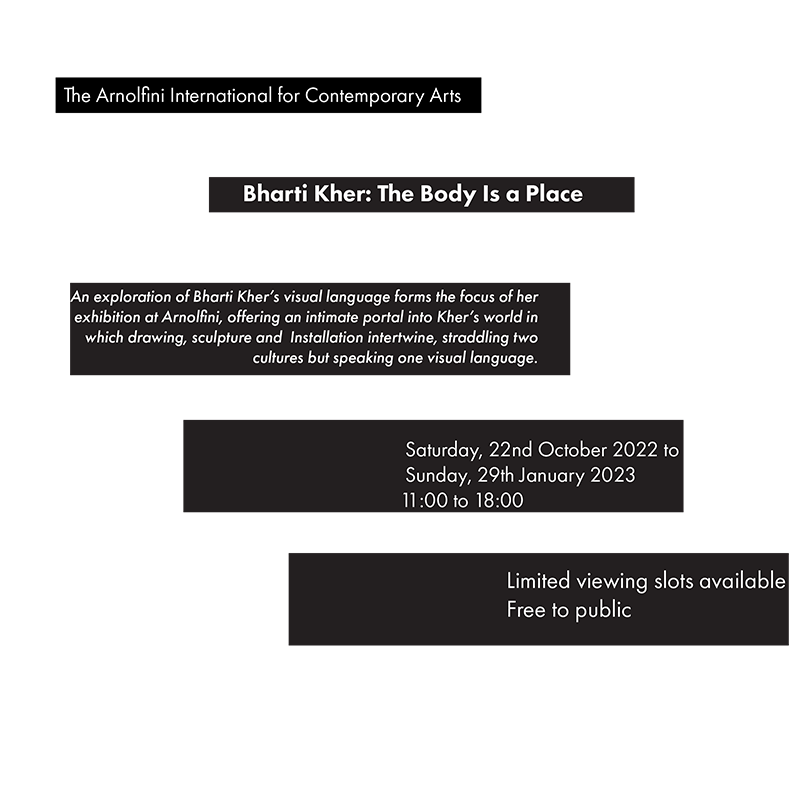 The Arnolfini International for Contemporary Arts
Bharti Kher: The Body Is a Place
An exploration of Bharti Kher's visual language forms the focus of her
exhibition at Arnolfini, offering an intimate portal into Kher's world in
which drawing, sculpture and  Installation intertwine, straddling two
cultures but speaking one visual language.
Saturday, 22nd October 2022 to
Sunday, 29th January 2023
11:00 to 18:00
Limited viewing slots available
Free to public